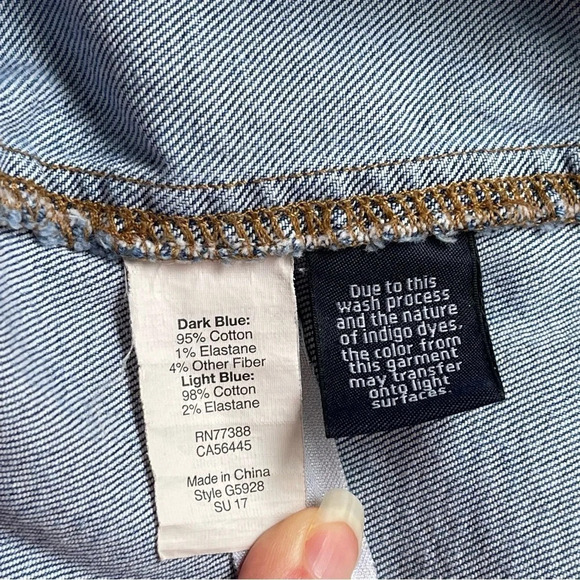 Dark Blue:
95% Cotton
1% Elastane
4% Other Fiber
Light Blue:
98% Cotton
2% Elastane
RN77388
CA56445
Made in China
Style G5928
SU 17
Due to this
wash process
and the nature
of indigo dyes,
the color from
this garment
may transfer
onto light
surfaces.